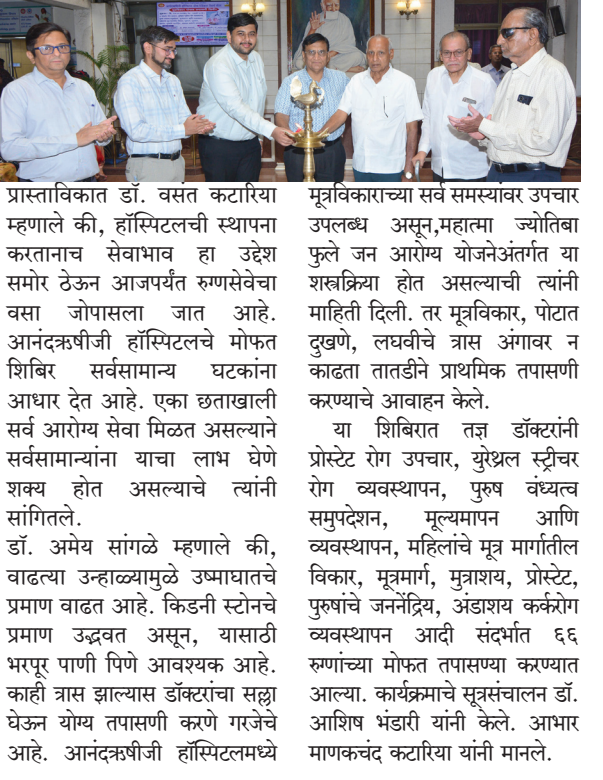 प्रास्ताविकात डॉ. वसंत कटारिया
म्हणाले की, हॉस्पिटलची स्थापना
करतानाच सेवाभाव हा उद्देश
समोर ठेऊन आजपर्यंत रुग्णसेवेचा
वसा जोपासला जात आहे.
आनंदऋषीजी हॉस्पिटलचे मोफत
शिबिर सर्वसामान्य घटकांना
आधार देत आहे. एका छताखाली
सर्व आरोग्य सेवा मिळत असल्याने
सर्वसामान्यांना याचा लाभ घेणे
शक्य होत असल्याचे त्यांनी
सांगितले.
डॉ. अमेय सांगळे म्हणाले की,
वाढत्या उन्हाळ्यामुळे उष्माघातचे
प्रमाण वाढत आहे. किडनी स्टोनचे
प्रमाण उद्भवत असून, यासाठी
भरपूर पाणी पिणे आवश्यक आहे.
काही त्रास झाल्यास डॉक्टरांचा सल्ला
घेऊन योग्य तपासणी करणे गरजेचे
आहे. आनंदऋषीजी हॉस्पिटलमध्ये
मूत्रविकाराच्या सर्व समस्यांवर उपचार
उपलब्ध असून,महात्मा ज्योतिबा
फुले जन आरोग्य योजनेअंतर्गत या
शस्त्रक्रिया होत असल्याची त्यांनी
माहिती दिली. तर मूत्रविकार, पोटात
दुखणे, लघवीचे त्रास अंगावर न
काढता तातडीने प्राथमिक तपासणी
करण्याचे आवाहन केले.
या शिबिरात तज्ञ डॉक्टरांनी
प्रोस्टेट रोग उपचार, युरेथ्रल स्ट्रीचर
रोग व्यवस्थापन, पुरुष वंध्यत्व
समुपदेशन, मूल्यमापन आणि
व्यवस्थापन, महिलांचे मूत्र मार्गातील
विकार, मूत्रमार्ग, मुत्राशय, प्रोस्टेट,
पुरुषांचे जननेंद्रिय, अंडाशय कर्करोग
व्यवस्थापन आदी संदर्भात ६६
रुग्णांच्या मोफत तपासण्या करण्यात
आल्या. कार्यक्रमाचे सूत्रसंचालन डॉ.
आशिष भंडारी यांनी केले. आभार
माणकचंद कटारिया यांनी मानले.